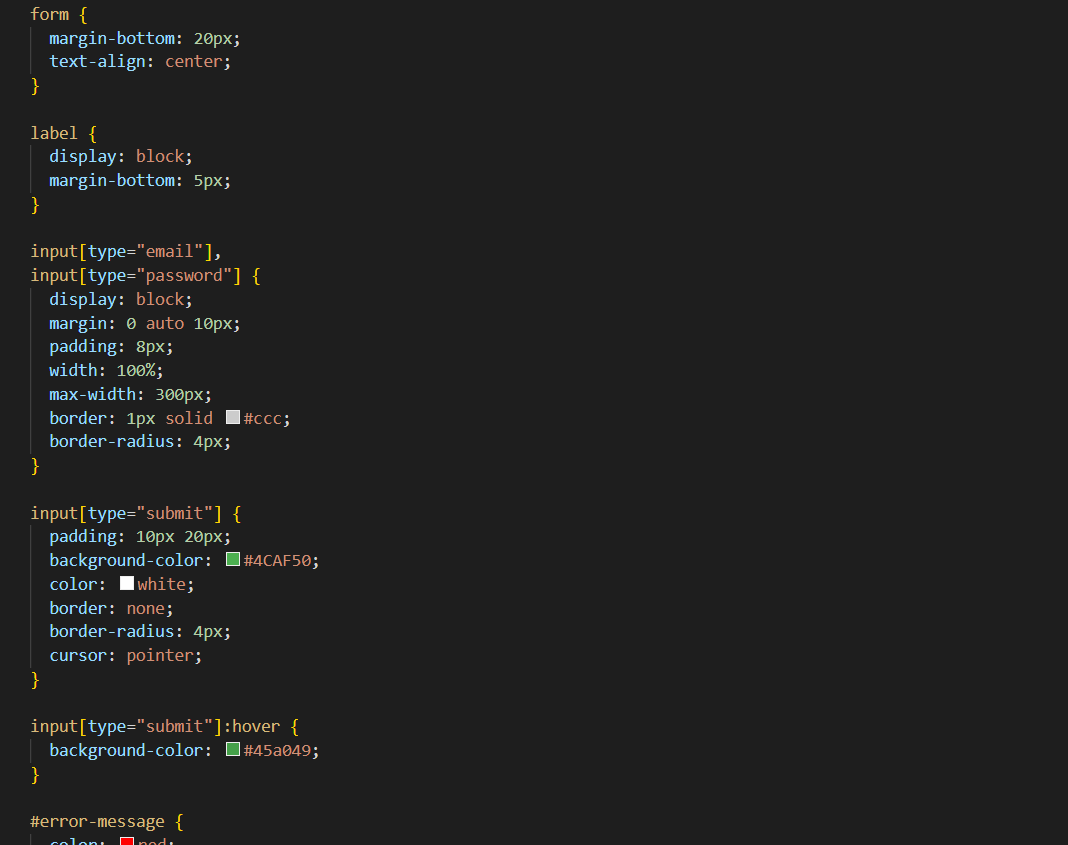 form {
  margin-bottom: 20px;
  text-align: center;
}
label {
  display: block;
  margin-bottom: 5px;
}
input[type="email"],
input[type="password"] {
  display: block;
  margin: 0 auto 10px;
  padding: 8px;
  width: 100%;
  max-width: 300px;
  border: 1px solid #ccc;
  border-radius: 4px;
}
input[type="submit"] {
  padding: 10px 20px;
  background-color: #4CAF50;
  color: white;
  border: none;
  border-radius: 4px;
  cursor: pointer;
}
input[type="submit"]:hover {
  background-color: #45a049;
}
#error-message {
  color: red;